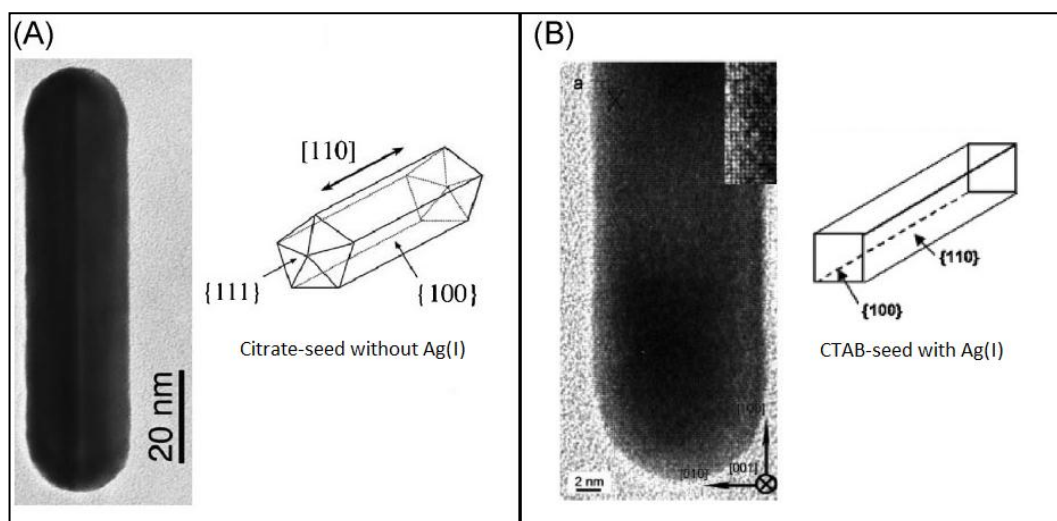 (A)
[110]
{111}
{100}
Citrate-seed without Ag(I)
20 nm
(B)
a
[100]
[001]
[010]
2 nm
{110}
{100}
CTAB-seed with Ag(I)